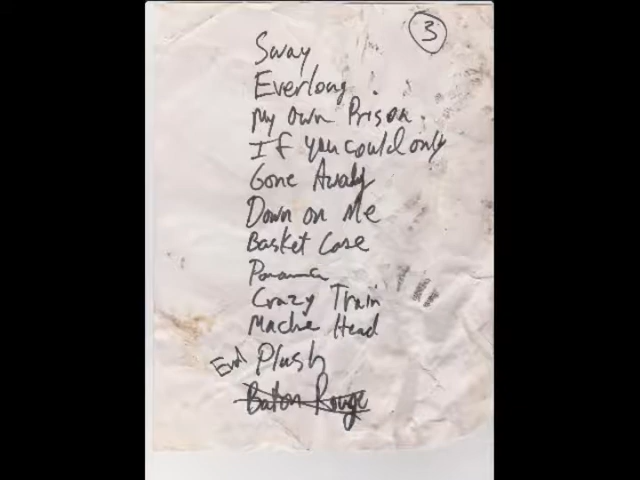 3
Sway
Everlong
My Own Prison
If you could only
Gone Away
Down on Me
Basket Case
Panama
Crazy Train
Mache Head
End Plush
Baton Rouge